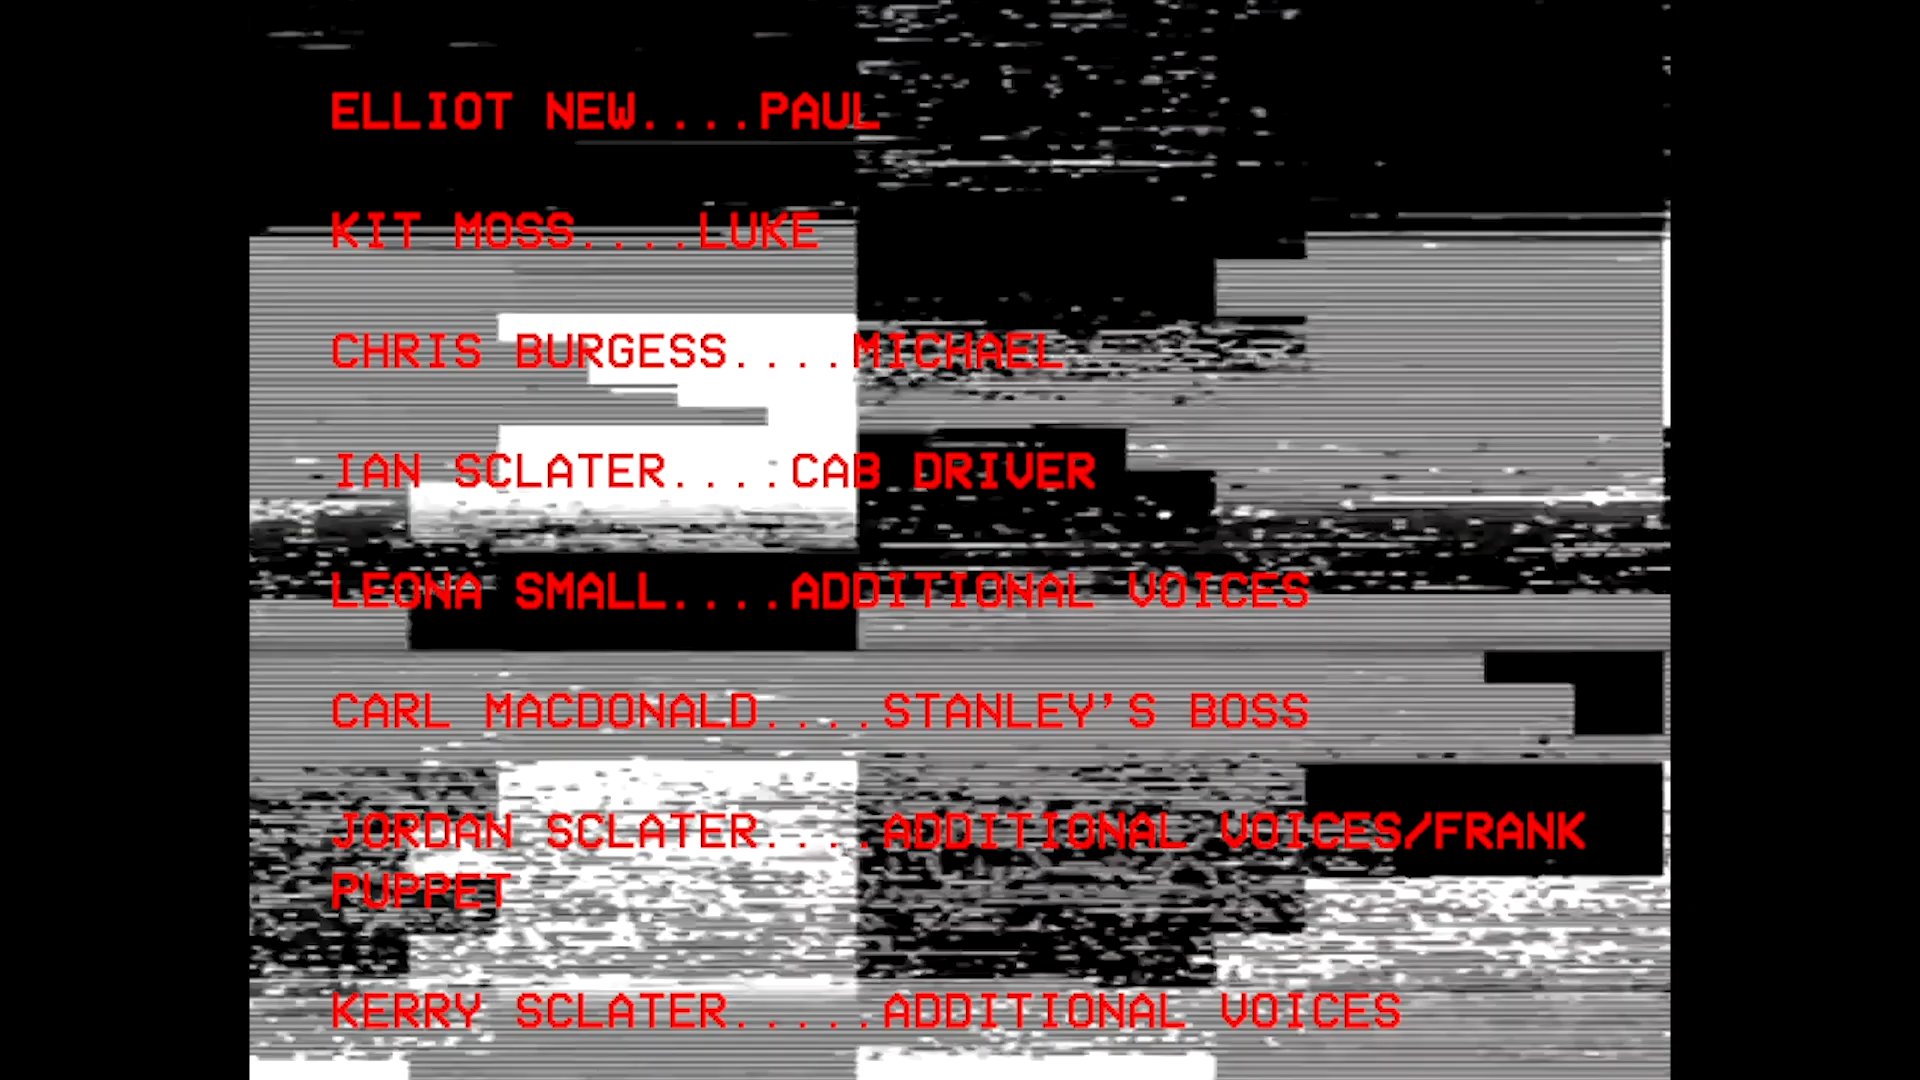 ELLIOT NEW....PAUL
KIT MOSS....LUKE
CHRIS BURGESS....MICHAEL
IAN SCLATER....CAB DRIVER
LEONA SMALL....ADDITIONAL VOICES
CARL MACDONALD....STANLEY'S BOSS
JORDAN SCLATER....ADDITIONAL VOICES/FRANK
PUPPET
KERRY SCLATER.....ADDITIONAL VOICES